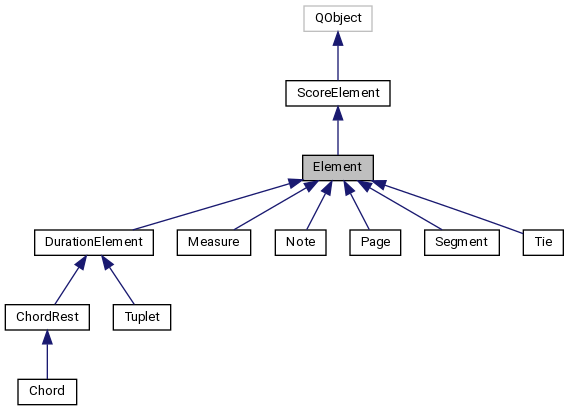 QObject
ScoreElement
Element
DurationElement
Measure
Note
Page
Segment
Tie
ChordRest
Tuplet
Chord